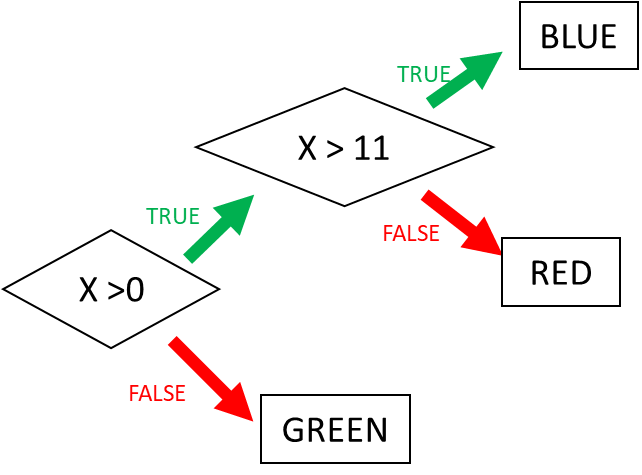 BLUE
TRUE
X > 11
TRUE
FALSE
RED
X >0
FALSE
GREEN